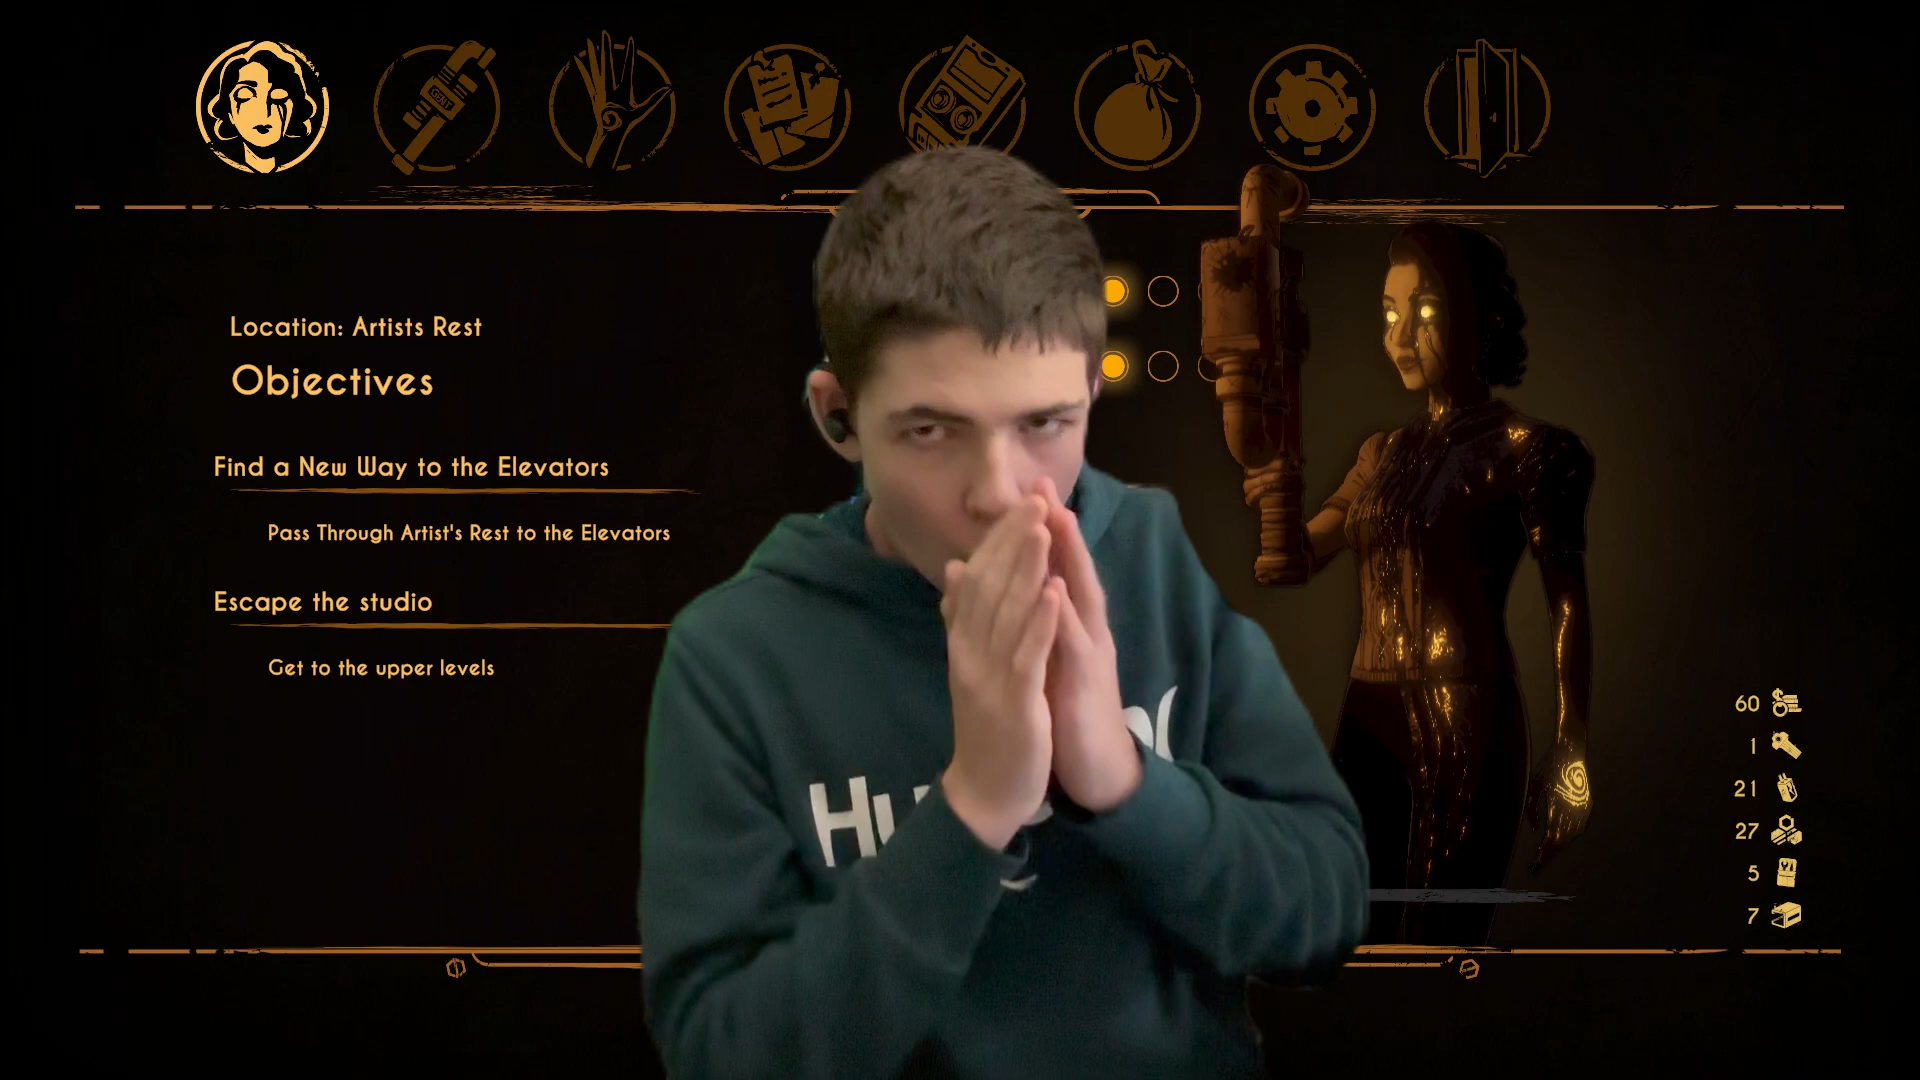 Location: Artists Rest
Objectives
Find a New Way to the Elevators
Pass Through Artist's Rest to the Elevators
Escape the studio
Get to the upper levels
60
1
21
27
5
7